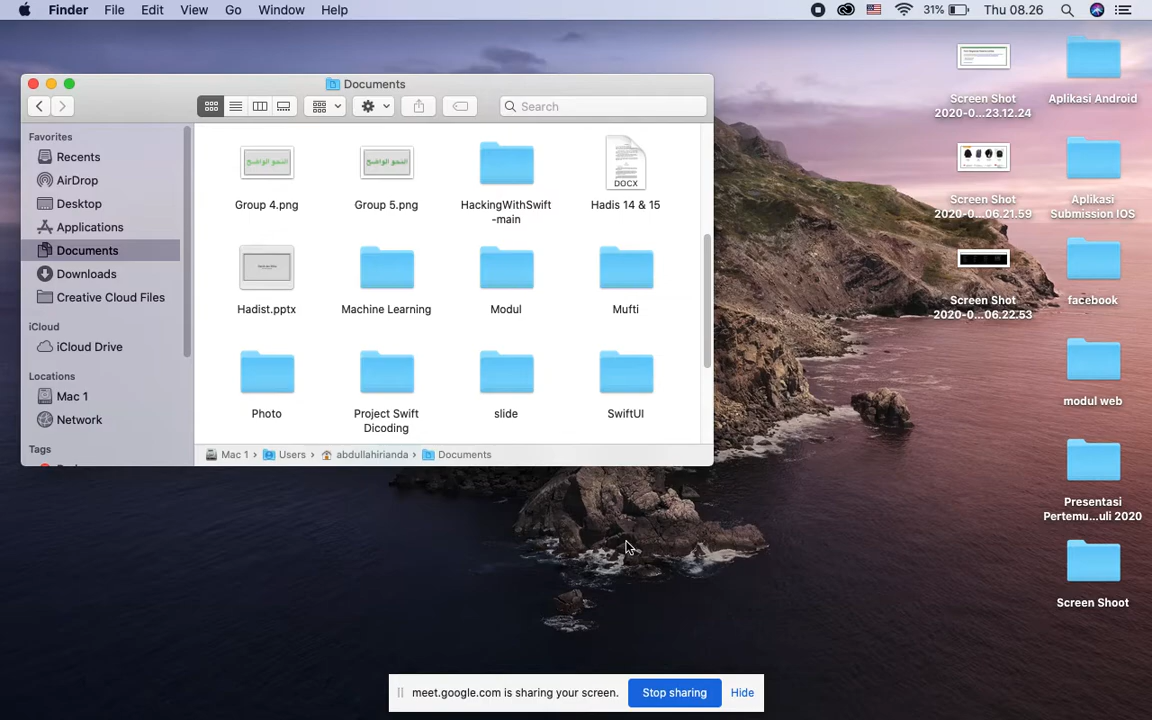 Finder File Edit View Go Window Help 31% Thu 08.26
Documents
Search
Favorites
Recents
AirDrop
Desktop
Applications
Documents
Downloads
Creative Cloud Files
iCloud
iCloud Drive
Locations
Mac 1
Network
Tags
النحو الواضح
النحو الواضح
DOCX
Group 4.png
Group 5.png
HackingWithSwift
-main
Hadis 14 & 15
Hadist.pptx
Machine Learning
Modul
Mufti
Photo
Project Swift
Dicoding
slide
SwiftUI
Mac 1 › Users › abdullahirianda › Documents
Screen Shot
2020-0...23.12.24
Aplikasi Android
Screen Shot
2020-0...06.21.59
Aplikasi
Submission IOS
Screen Shot
2020-0...06.22.53
facebook
modul web
Presentasi
Pertemu...uli 2020
Screen Shoot
meet.google.com is sharing your screen. Stop sharing Hide